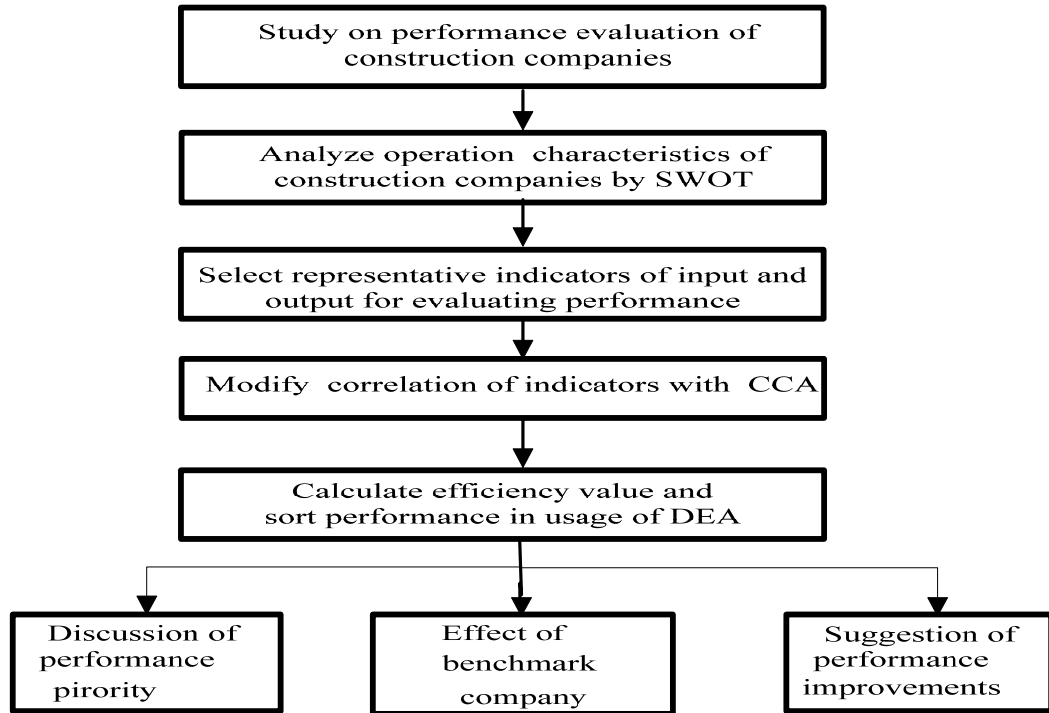 Study on performance evaluation of
construction companies
Analyze operation characteristics of
construction companies by SWOT
Select representative indicators of input and
output for evaluating performance
Modify correlation of indicators with CCA
Calculate efficiency value and
sort performance in usage of DEA
Discussion of
performance
pirority
Effect of
benchmark
company
Suggestion of
performance
improvements